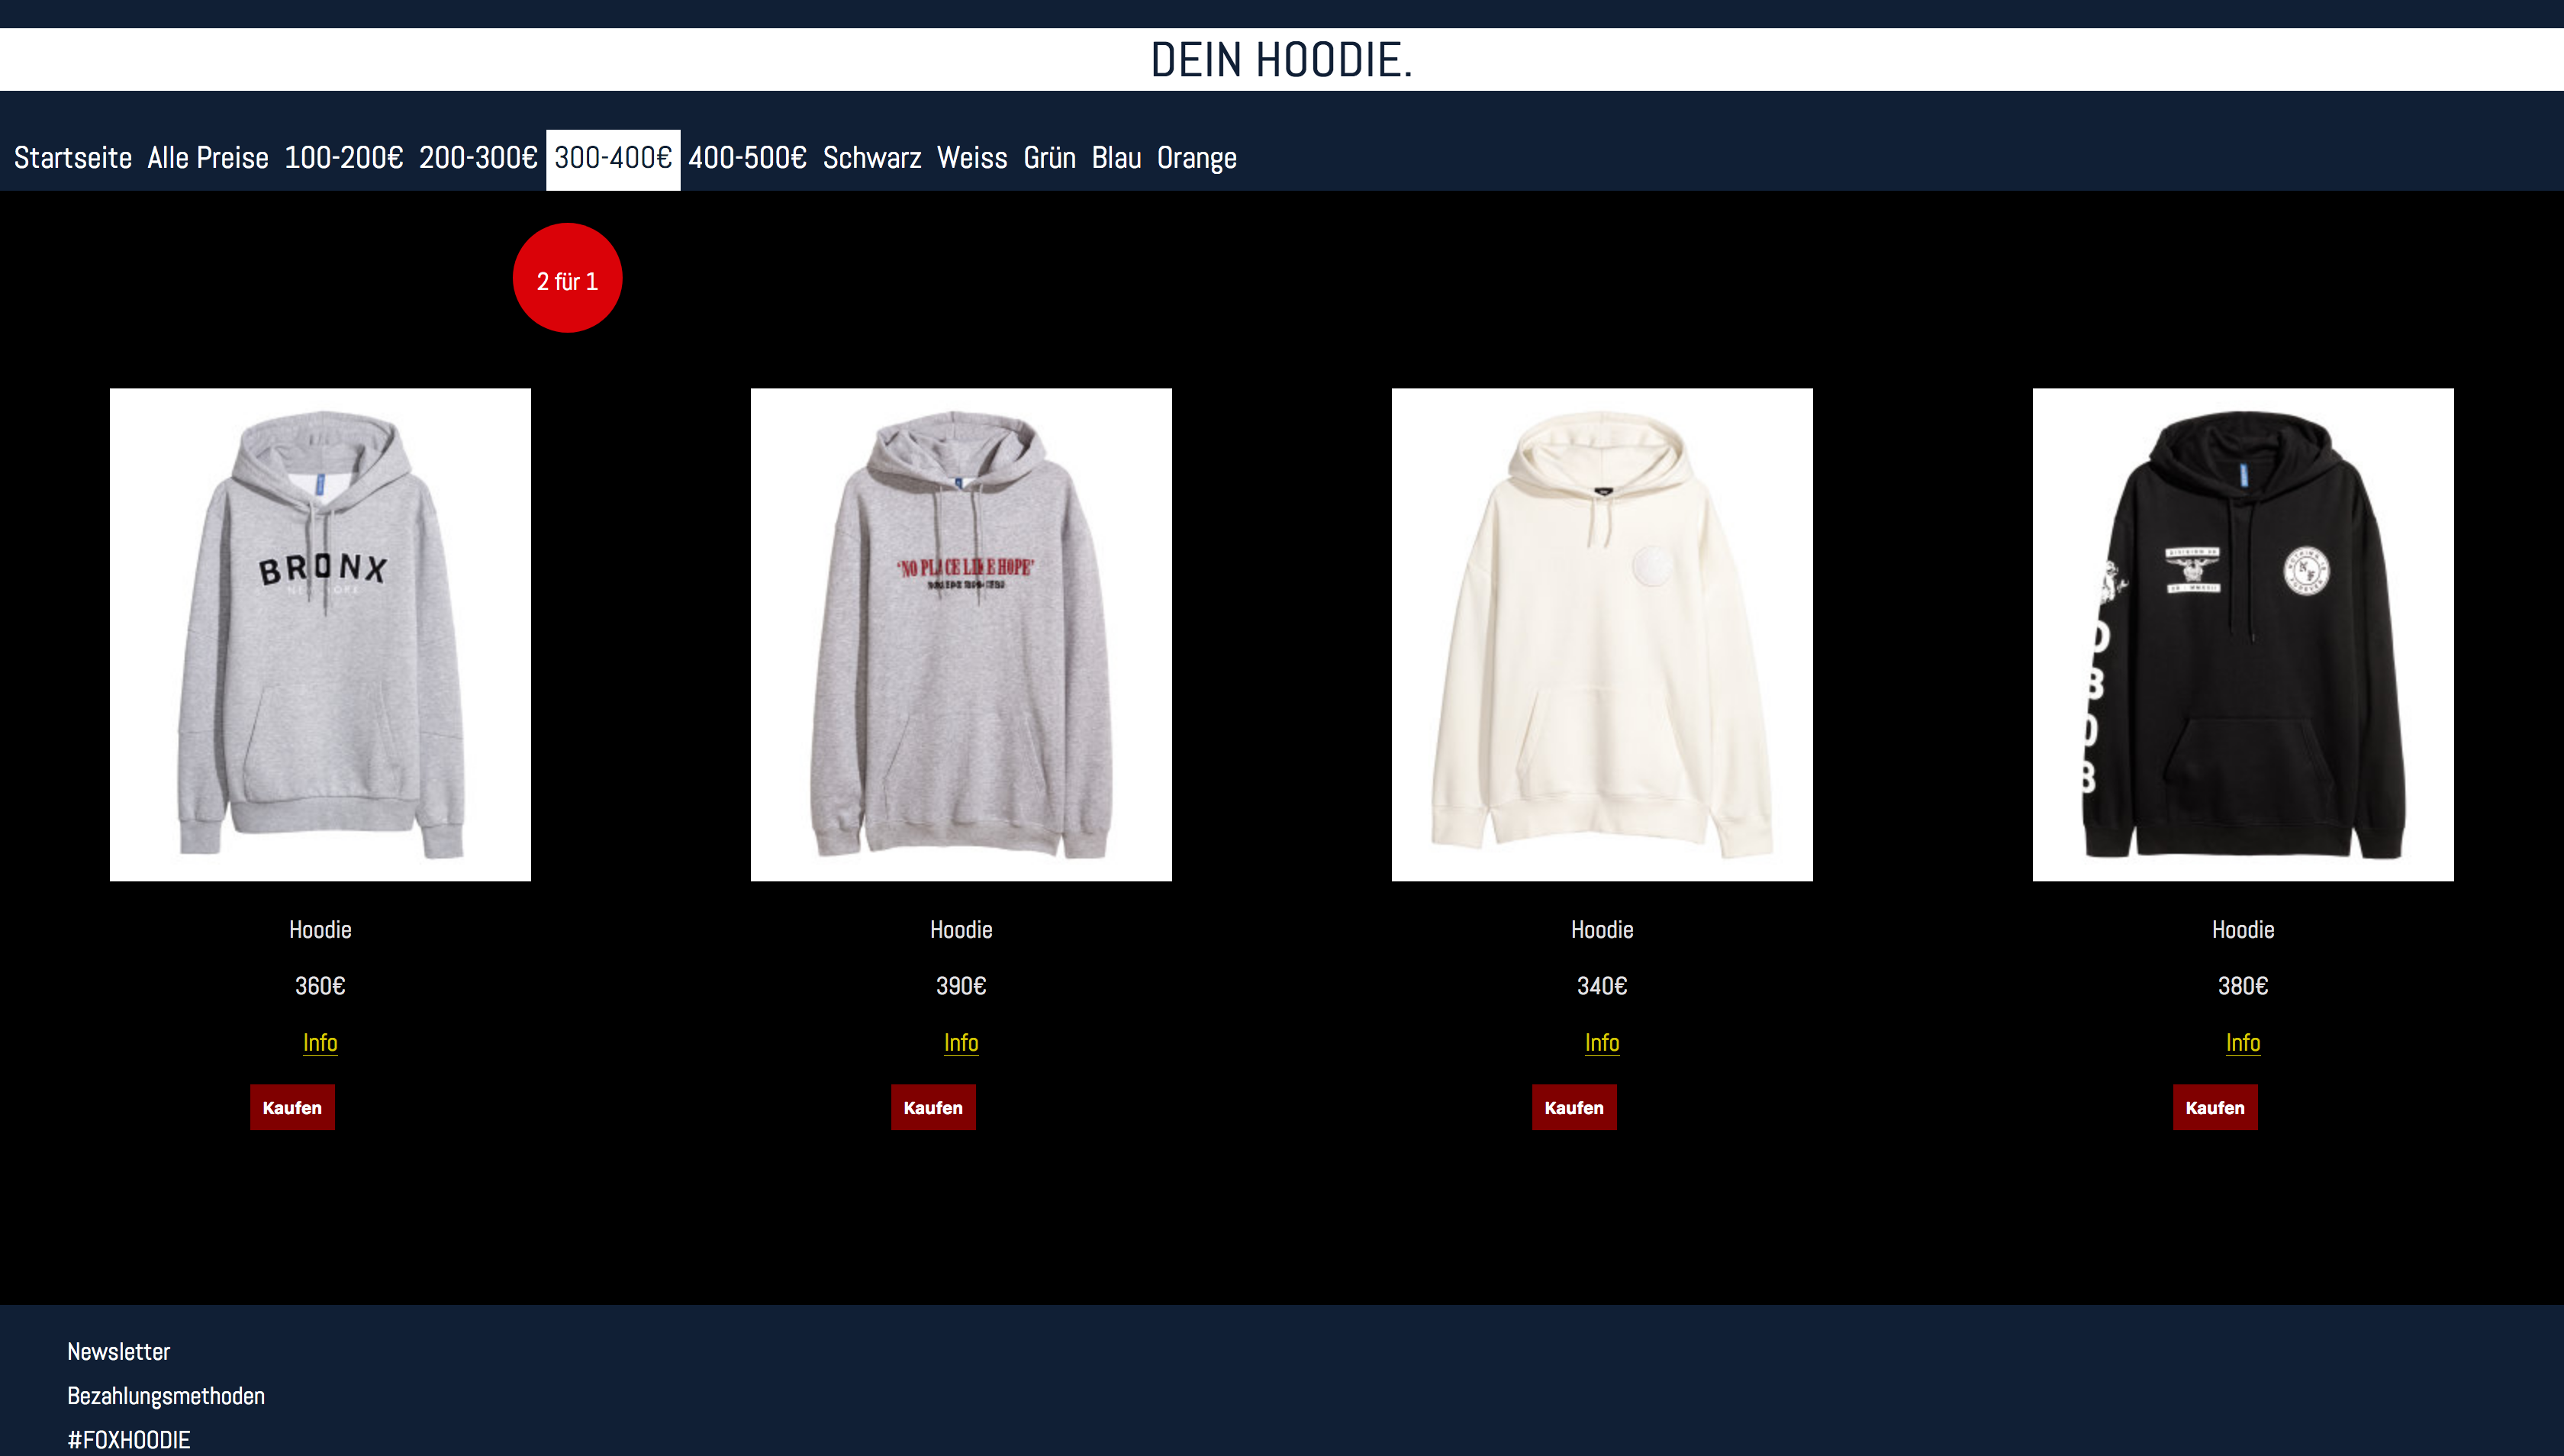 DEIN HOODIE.
Startseite Alle Preise 100-200€ 200-300€ 300-400€ 400-500€ Schwarz Weiss Grün Blau Orange
2 für 1
BRONX
'NO PLACE LIKE HOPE'
Hoodie
360€
Info
Kaufen
Hoodie
390€
Info
Kaufen
Hoodie
340€
Info
Kaufen
Hoodie
380€
Info
Kaufen
Newsletter
Bezahlungsmethoden
#FOXHOODIE